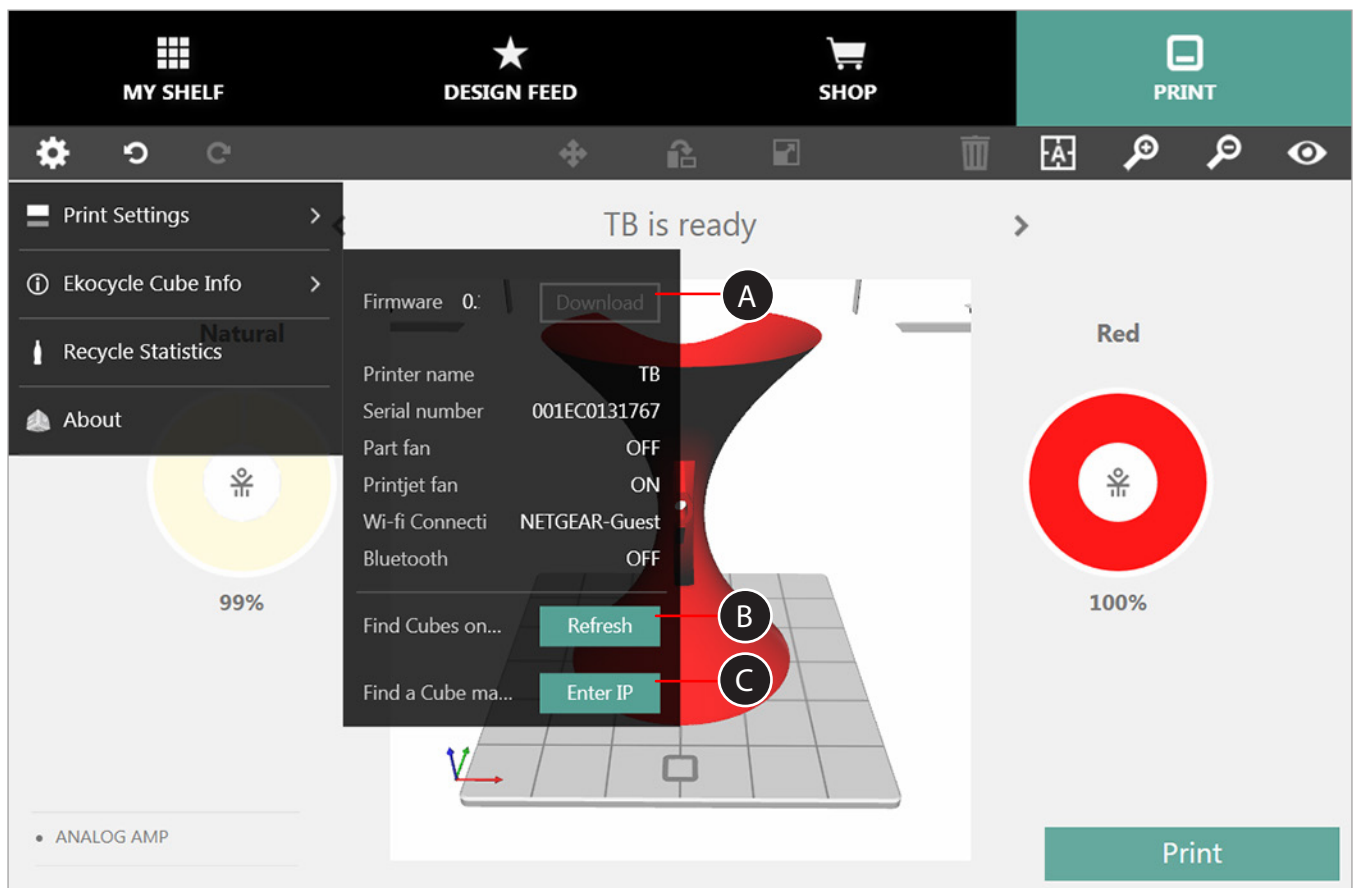 MY SHELF
DESIGN FEED
SHOP
PRINT
A
Print Settings
TB is ready
Ekocycle Cube Info
Firmware 0.
Download
A
Natural
Red
Recycle Statistics
Printer name TB
Serial number 001EC0131767
About
Part fan OFF
Printjet fan ON
Wi-fi Connecti NETGEAR-Guest
Bluetooth OFF
99%
100%
Find Cubes on... Refresh
B
Find a Cube ma... Enter IP
C
ANALOG AMP
Print